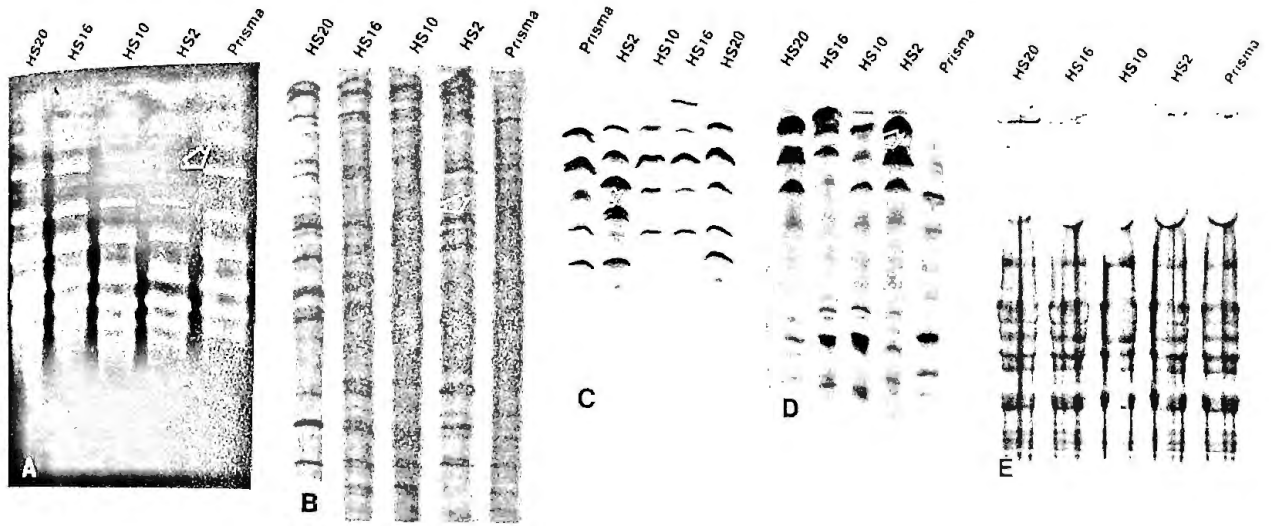 HS20 HS16 HS10 HS2 Prisma
A
HS20 HS16 HS10 HS2 Prisma
B
Prisma HS2 HS10 HS16 HS20
C
HS20 HS16 HS10 HS2 Prisma
D
HS20 HS16 HS10 HS2 Prisma
E